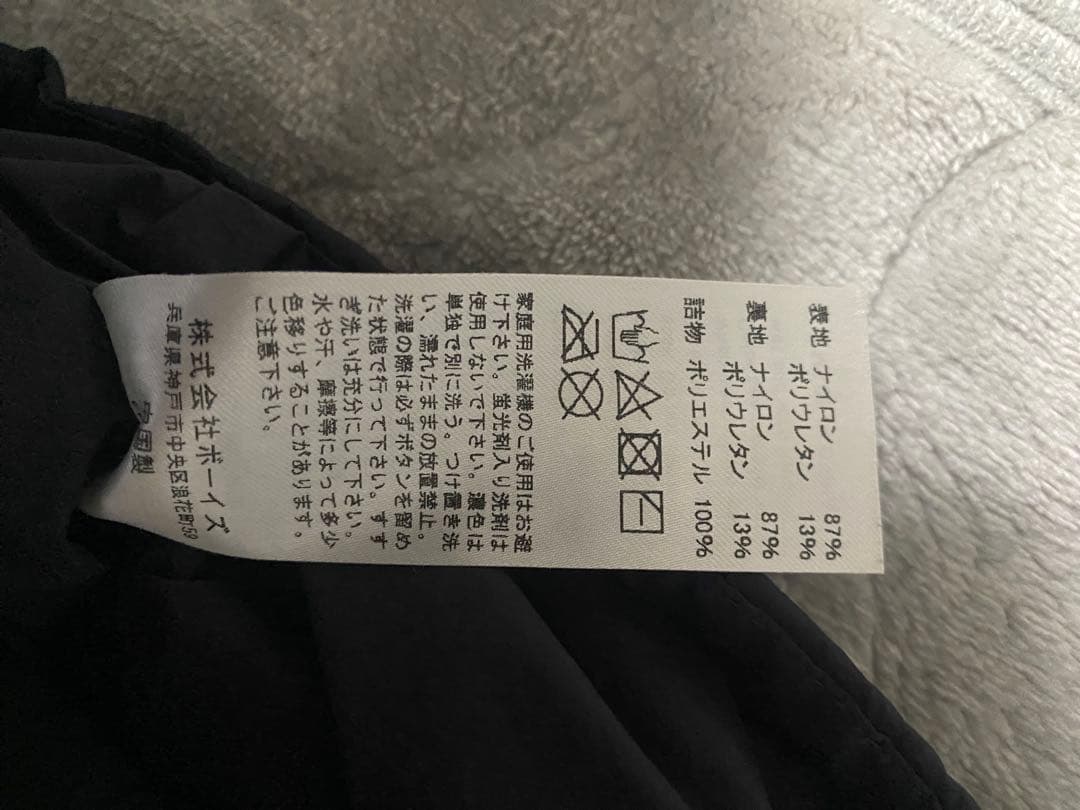 表地 ナイロン 87%
ポリウレタン 13%
裏地 ナイロン 87%
ポリウレタン 13%
詰物 ポリエステル 100%
家庭用洗濯機のご使用はお避
け下さい。蛍光剤入り洗剤は
使用しないで下さい。濃色は
単独で別に洗う。つけ置き洗
い、濡れたままの放置禁止。
洗濯の際は必ずボタンを留め
た状態で行って下さい。すす
ぎ洗いは充分にして下さい。
水や汗、摩擦等によって多少
色移りすることがあります。
ご注意下さい。
株式会社ボーイズ
兵庫県神戸市中央区浪花町59
国製